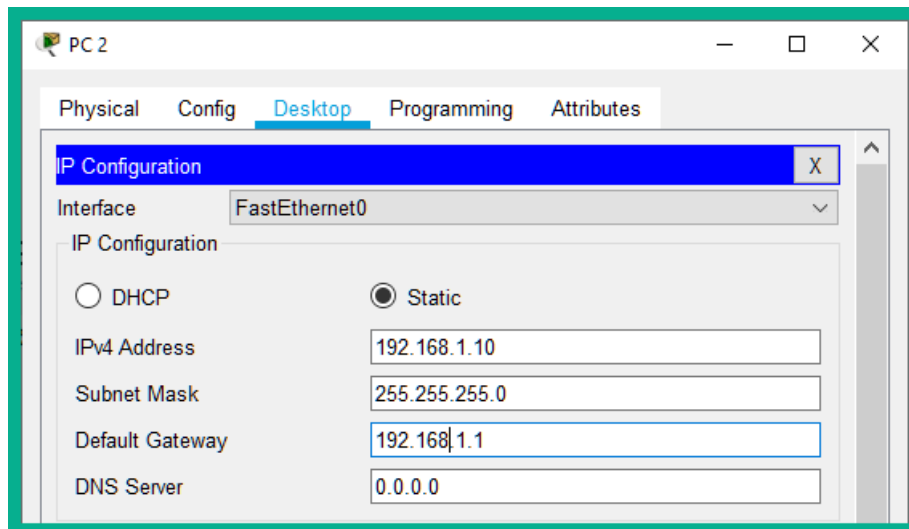 PC 2
Physical Config Desktop Programming Attributes
IP Configuration X
Interface FastEthernet0
IP Configuration
DHCP Static
IPv4 Address 192.168.1.10
Subnet Mask 255.255.255.0
Default Gateway 192.168.1.1
DNS Server 0.0.0.0